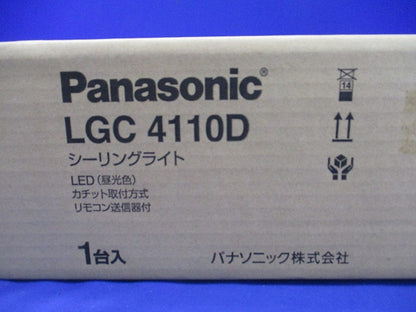 Panasonic®
LGC 4110D
シーリングライト
LED(昼光色)
カチット取付方式
リモコン送信器付
1台入
パナソニック株式会社
14